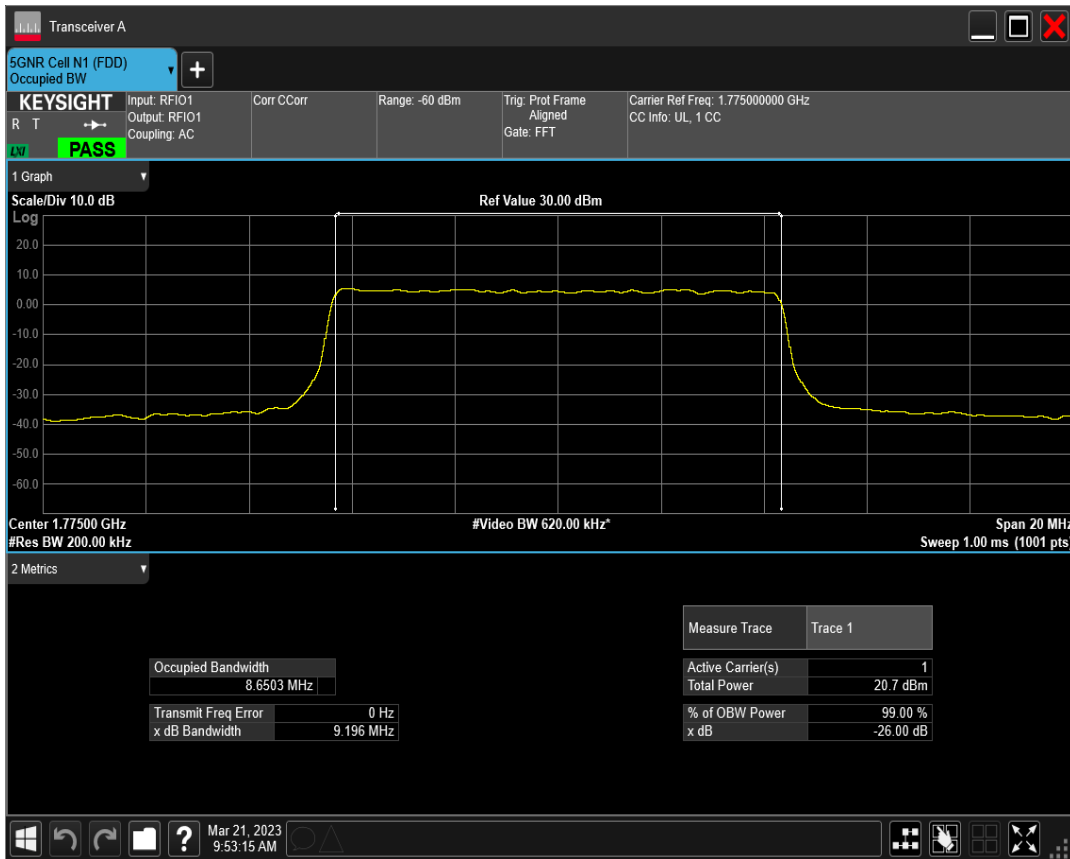 Transceiver A
5GNR Cell N1 (FDD)
Occupied BW
+
KEYSIGHT
R T
LXI
PASS
Input: RFIO1
Output: RFIO1
Coupling: AC
Corr CCorr
Range: -60 dBm
Trig: Prot Frame
Aligned
Gate: FFT
Carrier Ref Freq: 1.775000000 GHz
CC Info: UL, 1 CC
1 Graph
Scale/Div 10.0 dB
Ref Value 30.00 dBm
Log
20.0
10.0
0.00
-10.0
-20.0
-30.0
-40.0
-50.0
-60.0
Center 1.77500 GHz
#Video BW 620.00 kHz*
Span 20 MHz
#Res BW 200.00 kHz
Sweep 1.00 ms (1001 pts)
2 Metrics
Measure Trace Trace 1
Occupied Bandwidth
8.6503 MHz
Active Carrier(s) 1
Total Power 20.7 dBm
Transmit Freq Error 0 Hz
x dB Bandwidth 9.196 MHz
% of OBW Power 99.00 %
x dB -26.00 dB
?
Mar 21, 2023
9:53:15 AM